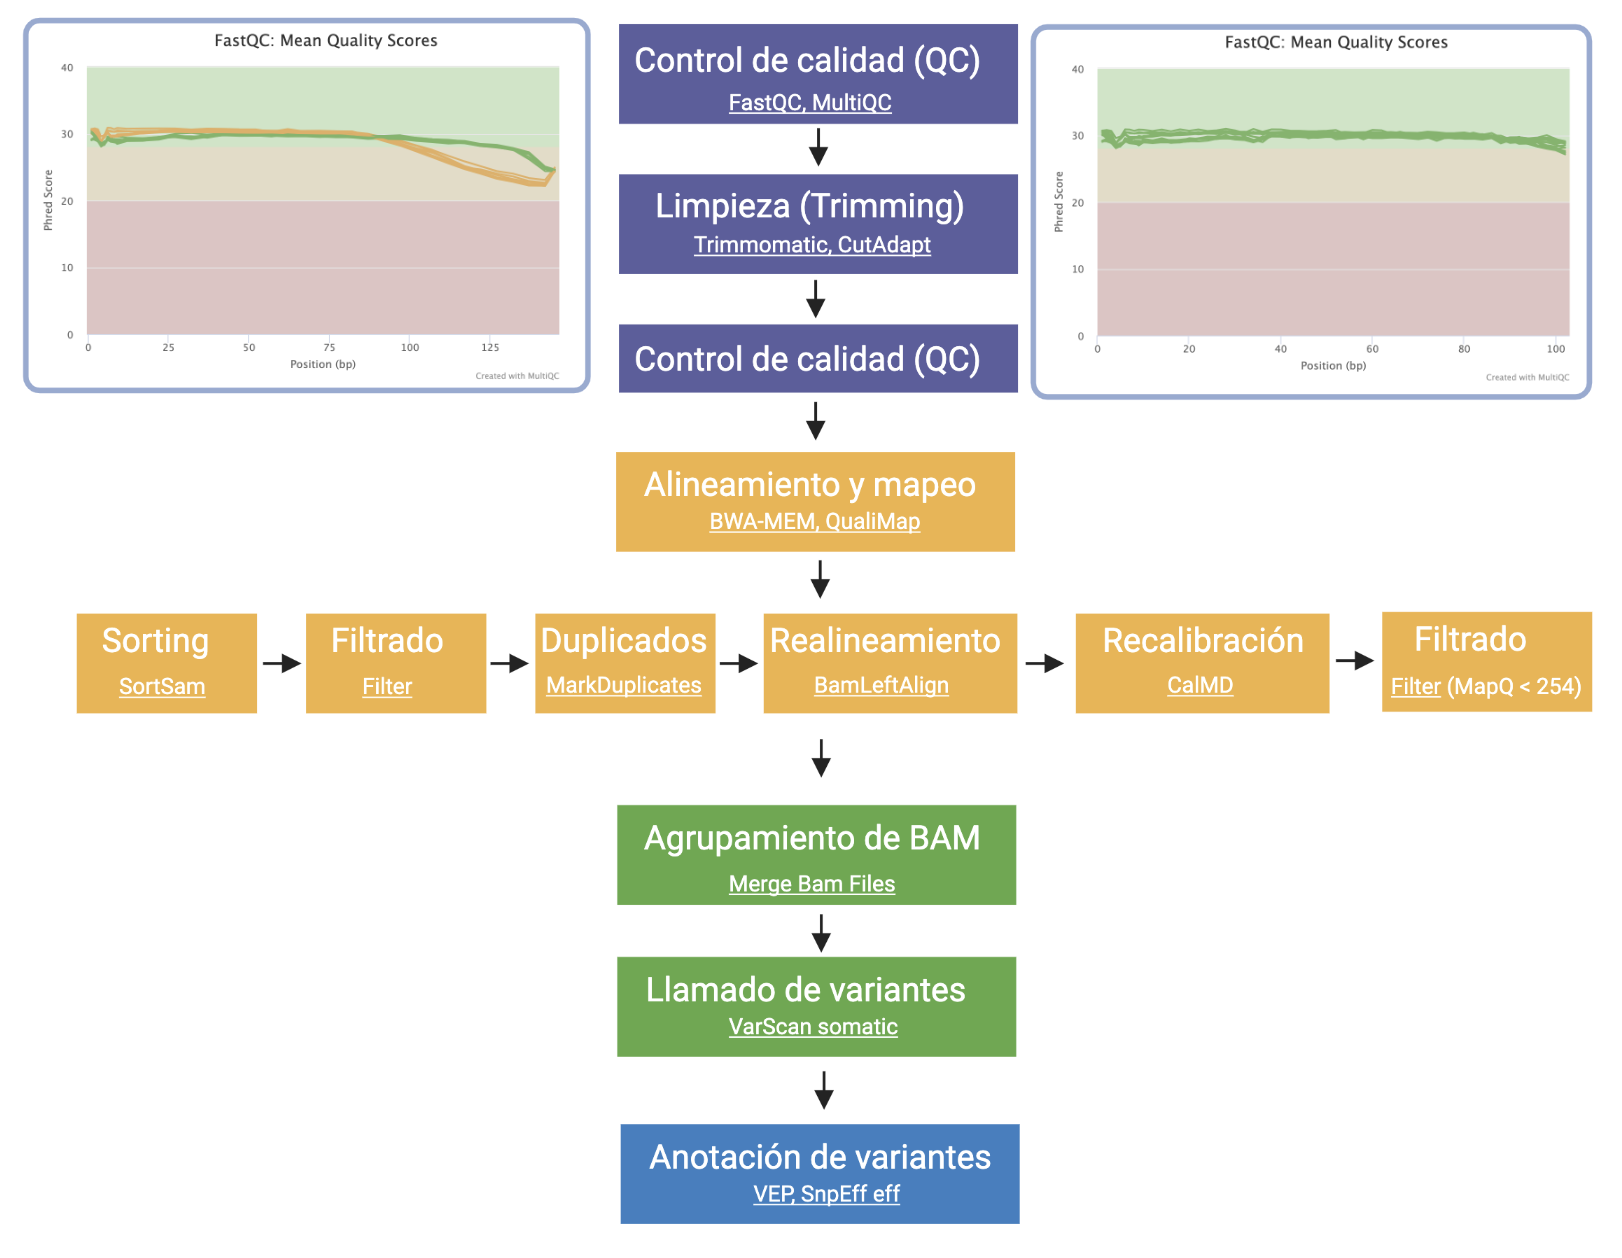 FastQC: Mean Quality Scores
40
30
20
10
0
Phred Score
0 25 50 75 100 125
Position (bp)
Created with MultiQC
Control de calidad (QC)
FastQC, MultiQC
FastQC: Mean Quality Scores
40
30
20
10
0
Phred Score
0 20 40 60 80 100
Position (bp)
Created with MultiQC
Limpieza (Trimming)
Trimmomatic, CutAdapt
Control de calidad (QC)
Alineamiento y mapeo
BWA-MEM, QualiMap
Sorting
SortSam
Filtrado
Filter
Duplicados
MarkDuplicates
Realineamiento
BamLeftAlign
Recalibración
CalMD
Filtrado
Filter (MapQ < 254)
Agrupamiento de BAM
Merge Bam Files
Llamado de variantes
VarScan somatic
Anotación de variantes
VEP, SnpEff eff